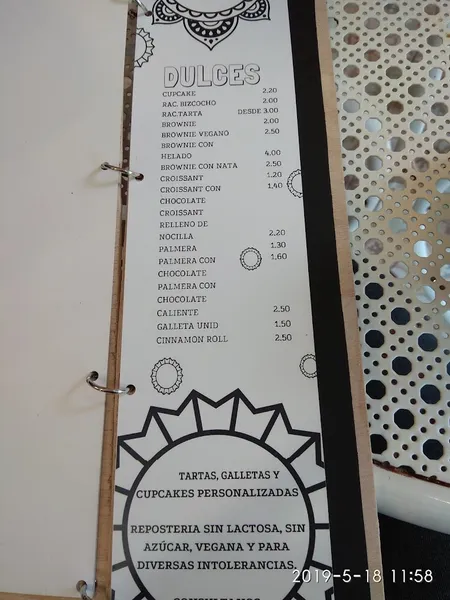 DULCES
CUPCAKE 2.20
RAC. BIZCOCHO 2.00
RAC.TARTA DESDE 3.00
BROWNIE 2.00
BROWNIE VEGANO 2.50
BROWNIE CON
HELADO 4.00
BROWNIE CON NATA 2.50
CROISSANT 1.20
CROISSANT CON 1,40
CHOCOLATE
CROISSANT
RELLENO DE
NOCILLA 2,20
PALMERA 1.30
PALMERA CON 1,60
CHOCOLATE
PALMERA CON
CHOCOLATE
CALIENTE 2.50
GALLETA UNID 1.50
CINNAMON ROLL 2.50
TARTAS, GALLETAS Y
CUPCAKES PERSONALIZADAS
REPOSTERIA SIN LACTOSA, SIN
AZÚCAR, VEGANA Y PARA
DIVERSAS INTOLERANCIAS,
2019-5-18 11:58